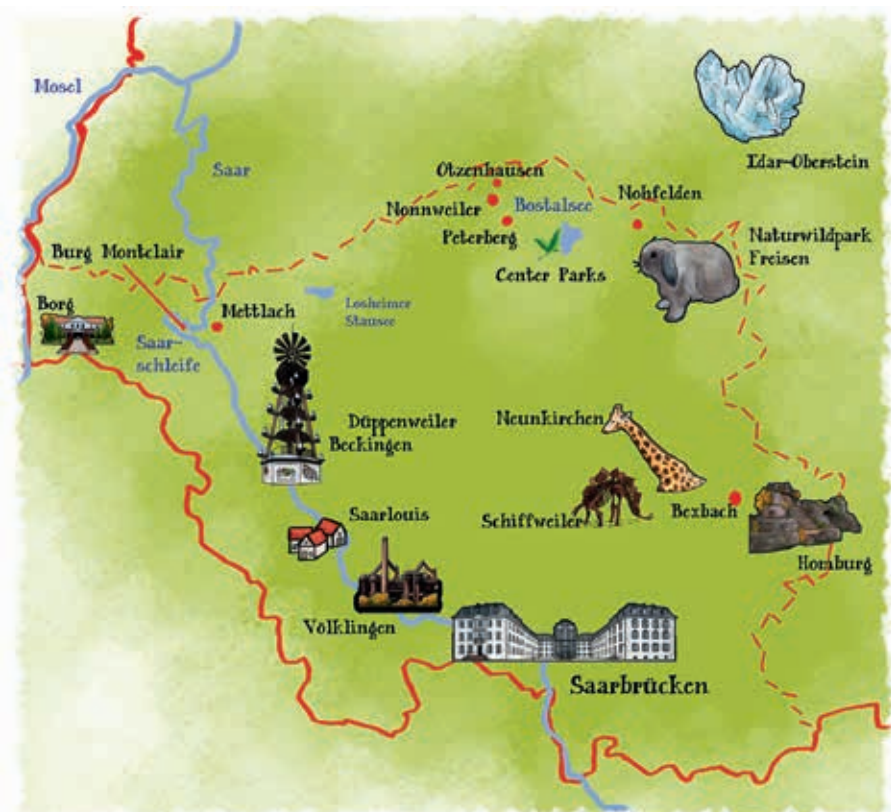 Mosel
Idar-Oberstein
Saar
Otzenhausen
Nonnweiler
Bostalsee
Nohfelden
Peterberg
Naturwildpark
Freisen
Burg Montclair
Center Parks
Borg
Mettlach
Losheimer
Stausee
Saar-
schleife
Neunkirchen
Düppenweiler
Beckingen
Saarlouis
Schiffweiler
Bexbach
Homburg
Völklingen
Saarbrücken